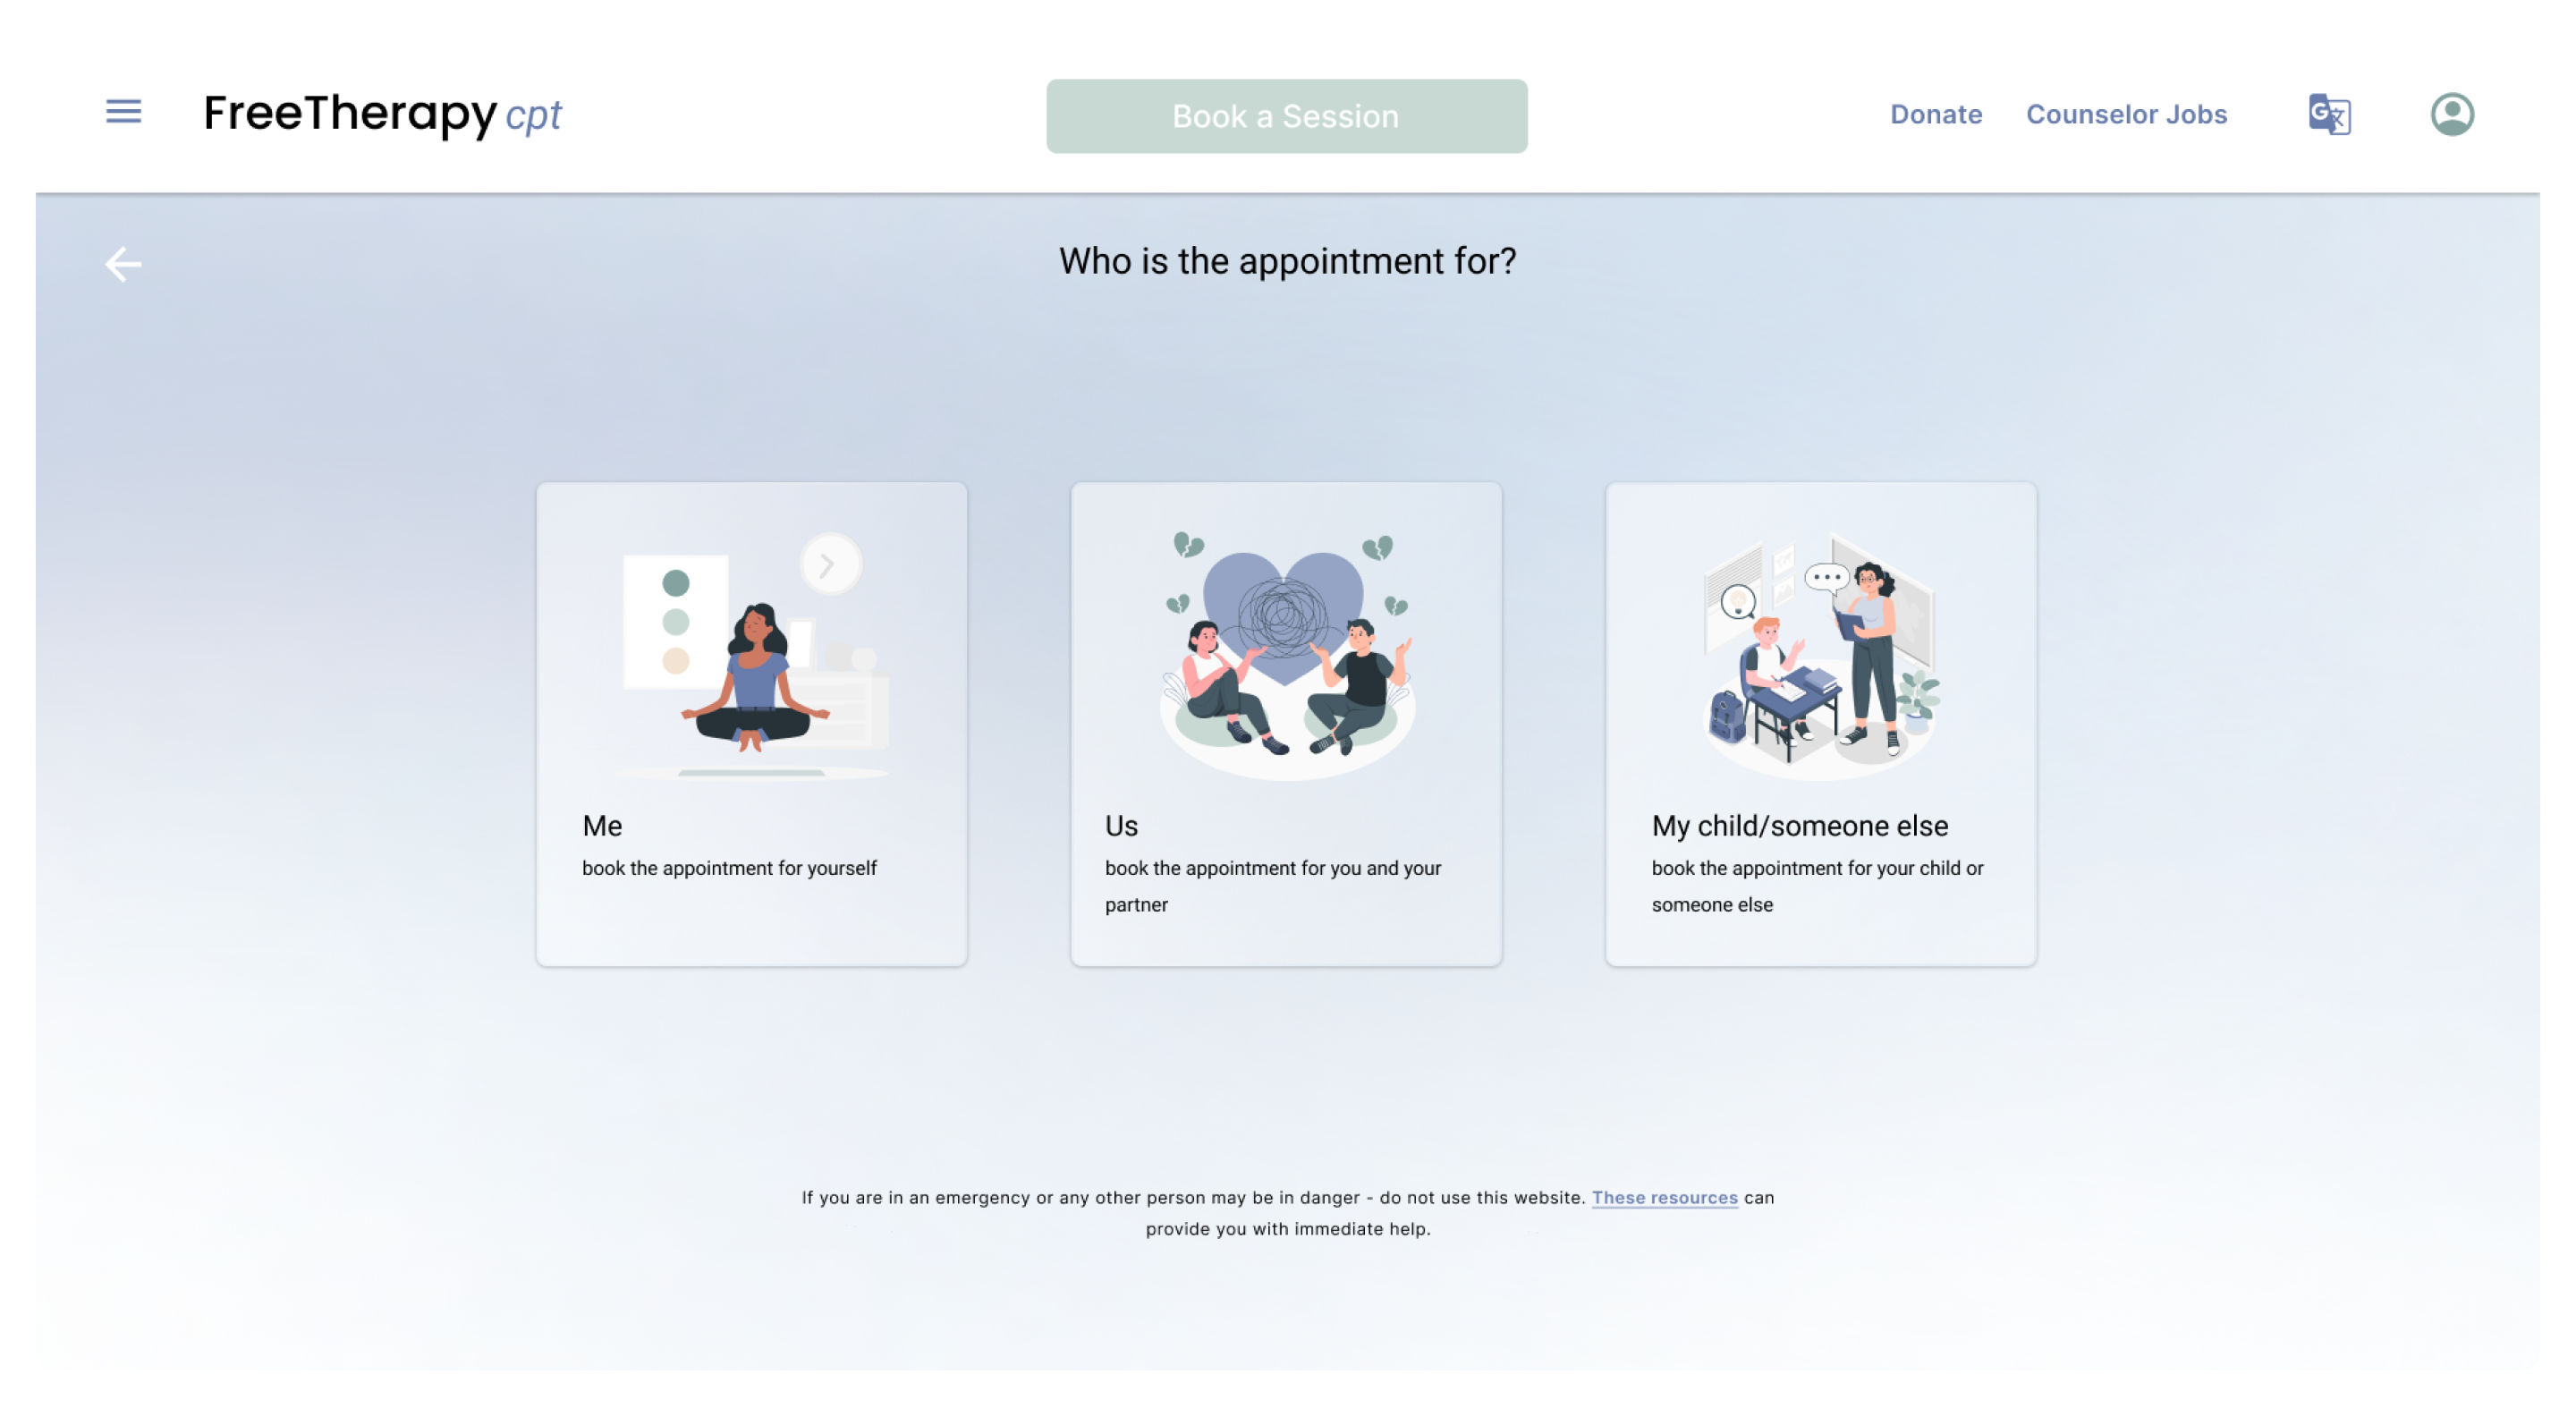 FreeTherapy cpt
Book a Session
Donate
Counselor Jobs
Who is the appointment for?
Me
book the appointment for yourself
Us
book the appointment for you and your
partner
My child/someone else
book the appointment for your child or
someone else
If you are in an emergency or any other person may be in danger - do not use this website. These resources can
provide you with immediate help.